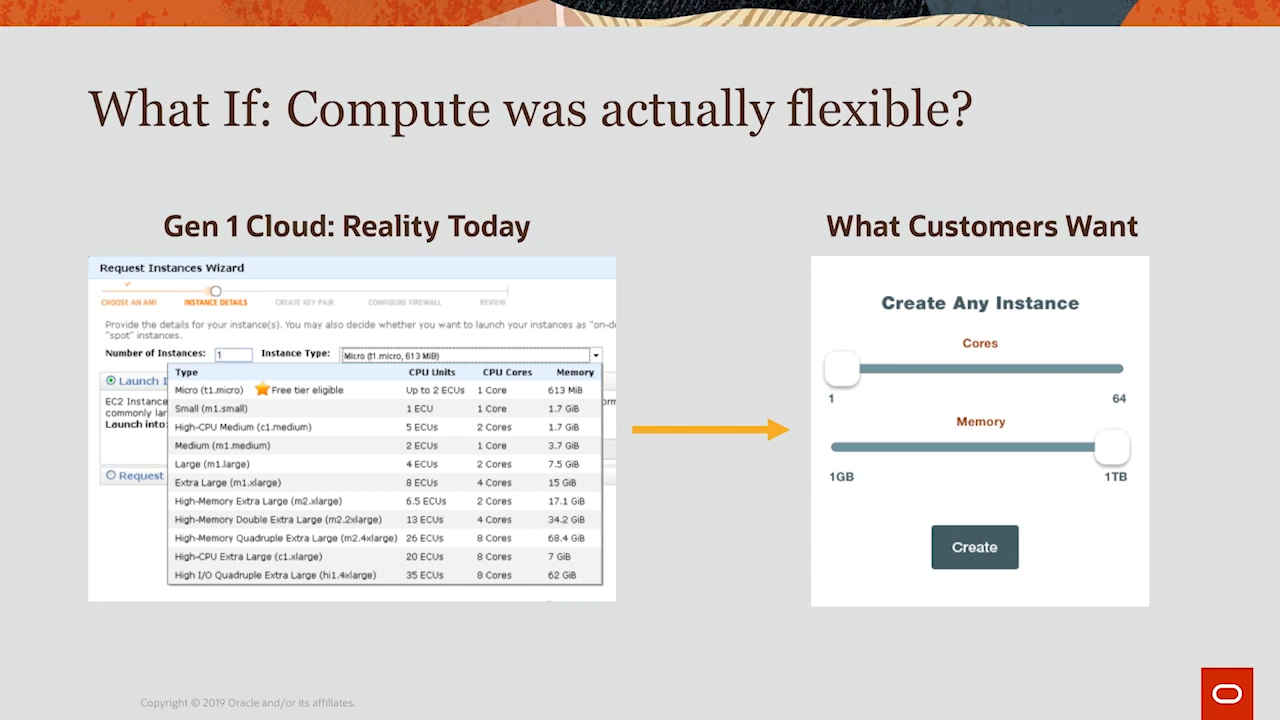 What If: Compute was actually flexible?
Gen 1 Cloud: Reality Today
What Customers Want
Request Instances Wizard
CHOOSE AN AMI INSTANCE DETAILS CREATE KEY PAIR CONFIGURE FIREWALL REVIEW
Provide the details for your instance(s). You may also decide whether you want to launch your instances as "on-d
"spot" instances.
Number of Instances: 1 Instance Type: Micro (t1.micro, 613 MiB)
Type CPU Units CPU Cores Memory
Launch I
Micro (t1.micro) Free tier eligible Up to 2 ECUs 1 Core 613 MiB
EC2 Instance
Small (m1.small) 1 ECU 1 Core 1.7 GiB
commonly lar
Launch into:
High-CPU Medium (c1.medium) 5 ECUs 2 Cores 1.7 GiB
Medium (m1.medium) 2 ECUs 1 Core 3.7 GiB
Large (m1.large) 4 ECUs 2 Cores 7.5 GiB
Request
Extra Large (m1.xlarge) 8 ECUs 4 Cores 15 GiB
High-Memory Extra Large (m2.xlarge) 6.5 ECUs 2 Cores 17.1 GiB
High-Memory Double Extra Large (m2.2xlarge) 13 ECUs 4 Cores 34.2 GiB
High-Memory Quadruple Extra Large (m2.4xlarge) 26 ECUs 8 Cores 68.4 GiB
High-CPU Extra Large (c1.xlarge) 20 ECUs 8 Cores 7 GiB
High I/O Quadruple Extra Large (hi1.4xlarge) 35 ECUs 8 Cores 62 GiB
Create Any Instance
Cores
1 64
Memory
1GB 1TB
Create
Copyright © 2019 Oracle and/or its affiliates.